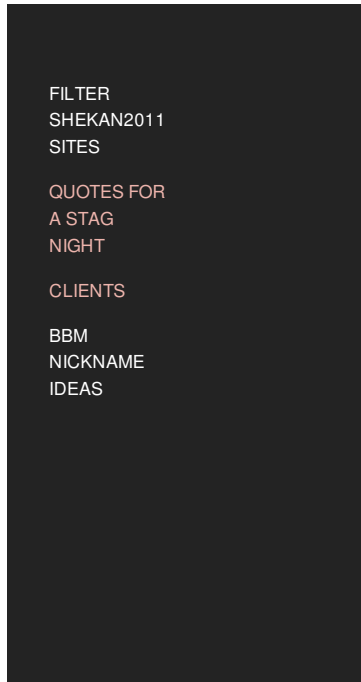 FILTER
SHEKAN2011
SITES
QUOTES FOR
A STAG
NIGHT
CLIENTS
BBM
NICKNAME
IDEAS